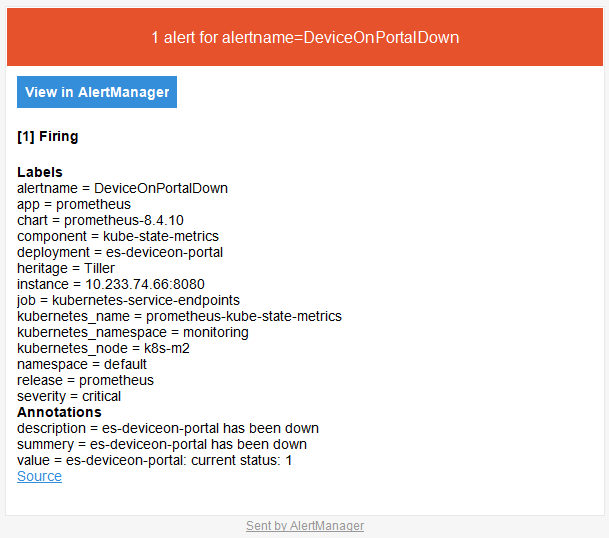 1 alert for alertname=DeviceOnPortalDown
View in AlertManager
[1] Firing
Labels
alertname = DeviceOnPortalDown
app = prometheus
chart = prometheus-8.4.10
component = kube-state-metrics
deployment = es-deviceon-portal
heritage = Tiller
instance = 10.233.74.66:8080
job = kubernetes-service-endpoints
kubernetes_name = prometheus-kube-state-metrics
kubernetes_namespace = monitoring
kubernetes_node = k8s-m2
namespace = default
release = prometheus
severity = critical
Annotations
description = es-deviceon-portal has been down
summery = es-deviceon-portal has been down
value = es-deviceon-portal: current status: 1
Source
Sent by AlertManager